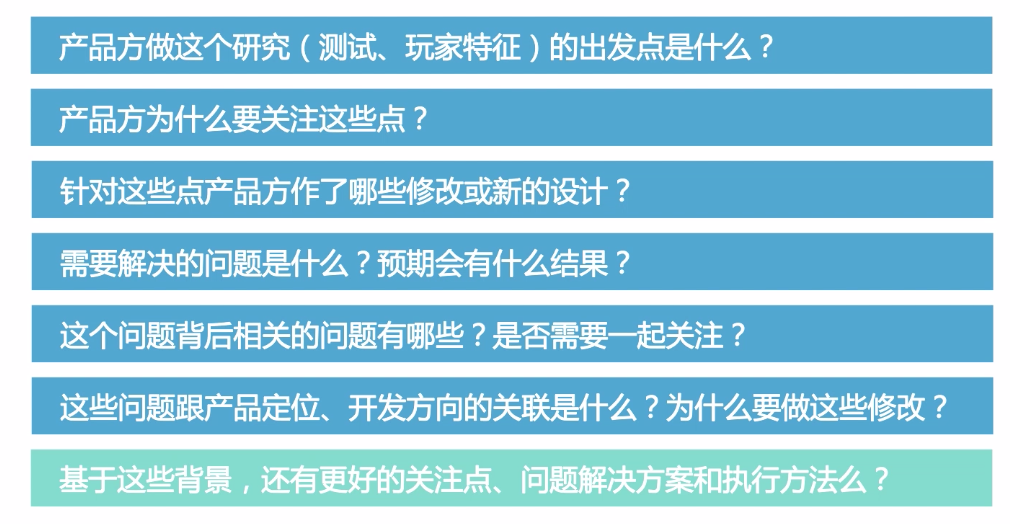 产品方做这个研究（测试、玩家特征）的出发点是什么？
产品方为什么要关注这些点？
针对这些点产品方作了哪些修改或新的设计？
需要解决的问题是什么？预期会有什么结果？
这个问题背后相关的问题有哪些？是否需要一起关注？
这些问题跟产品定位、开发方向的关联是什么？为什么要做这些修改？
基于这些背景，还有更好的关注点、问题解决方案和执行方法么？